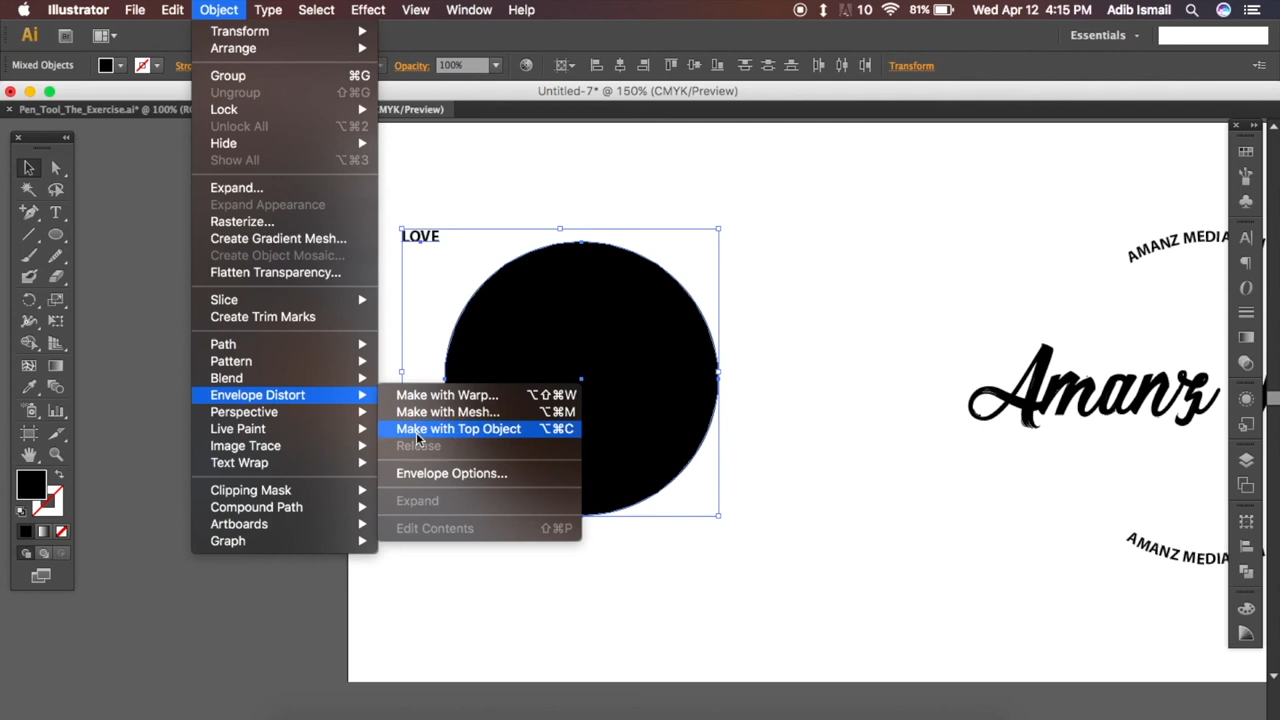 Illustrator File Edit Object Type Select Effect View Window Help 10 81% Wed Apr 12 4:15 PM Adib Ismail
Ai Br Essentials
Mixed Objects Opacity: 100% Transform
Untitled-7* @ 150% (CMYK/Preview)
Pen_Tool_The_Exercise.ai* @ 100% MYK/Preview)
Transform
Arrange
Group ⌘G
Ungroup ⇧⌘G
Lock
Unlock All ⌥⌘2
Hide
Show All ⌥⌘3
Expand...
Expand Appearance
Rasterize...
Create Gradient Mesh...
Create Object Mosaic...
Flatten Transparency...
Slice
Create Trim Marks
Path
Pattern
Blend
Envelope Distort
Perspective
Live Paint
Image Trace
Text Wrap
Clipping Mask
Compound Path
Artboards
Graph
Make with Warp... ⌥⇧⌘W
Make with Mesh... ⌥⌘M
Make with Top Object ⌥⌘C
Release
Envelope Options...
Expand
Edit Contents ⇧⌘P
LOVE
AMANZ MEDIA
Amanz
AMANZ MEDIA